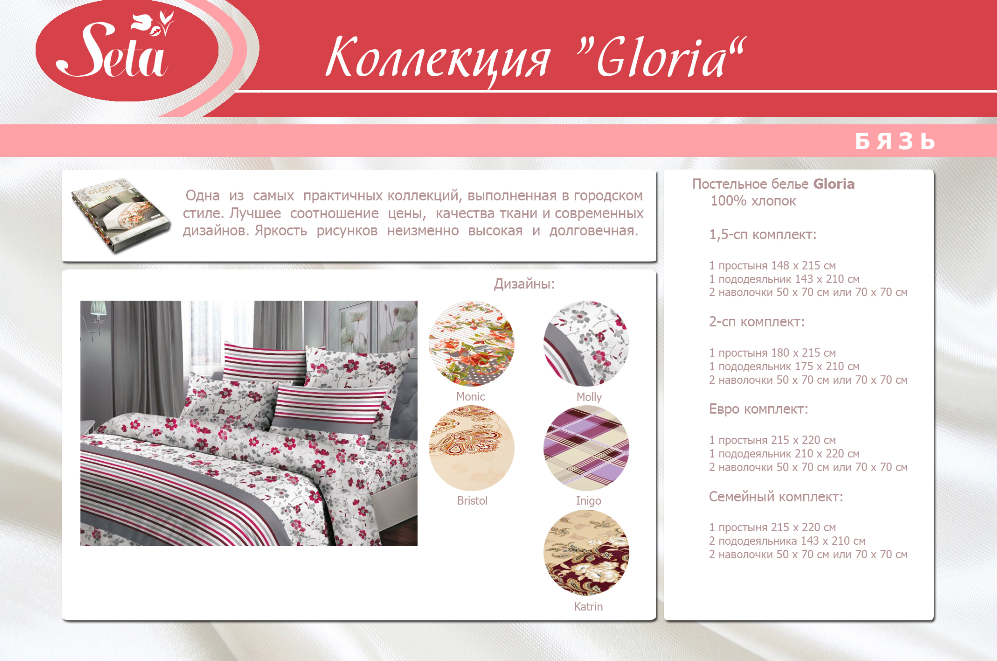 Seta
Коллекция "Gloria"
БЯЗЬ
GLORIA
Одна из самых практичных коллекций, выполненная в городском
стиле. Лучшее соотношение цены, качества ткани и современных
дизайнов. Яркость рисунков неизменно высокая и долговечная.
Дизайны:
Monic
Molly
Bristol
Inigo
Katrin
Постельное белье Gloria
100% хлопок
1,5-сп комплект:
1 простыня 148 х 215 см
1 пододеяльник 143 х 210 см
2 наволочки 50 х 70 см или 70 х 70 см
2-сп комплект:
1 простыня 180 х 215 см
1 пододеяльник 175 х 210 см
2 наволочки 50 х 70 см или 70 х 70 см
Евро комплект:
1 простыня 215 х 220 см
1 пододеяльник 210 х 220 см
2 наволочки 50 х 70 см или 70 х 70 см
Семейный комплект:
1 простыня 215 х 220 см
2 пододеяльника 143 х 210 см
2 наволочки 50 х 70 см или 70 х 70 см